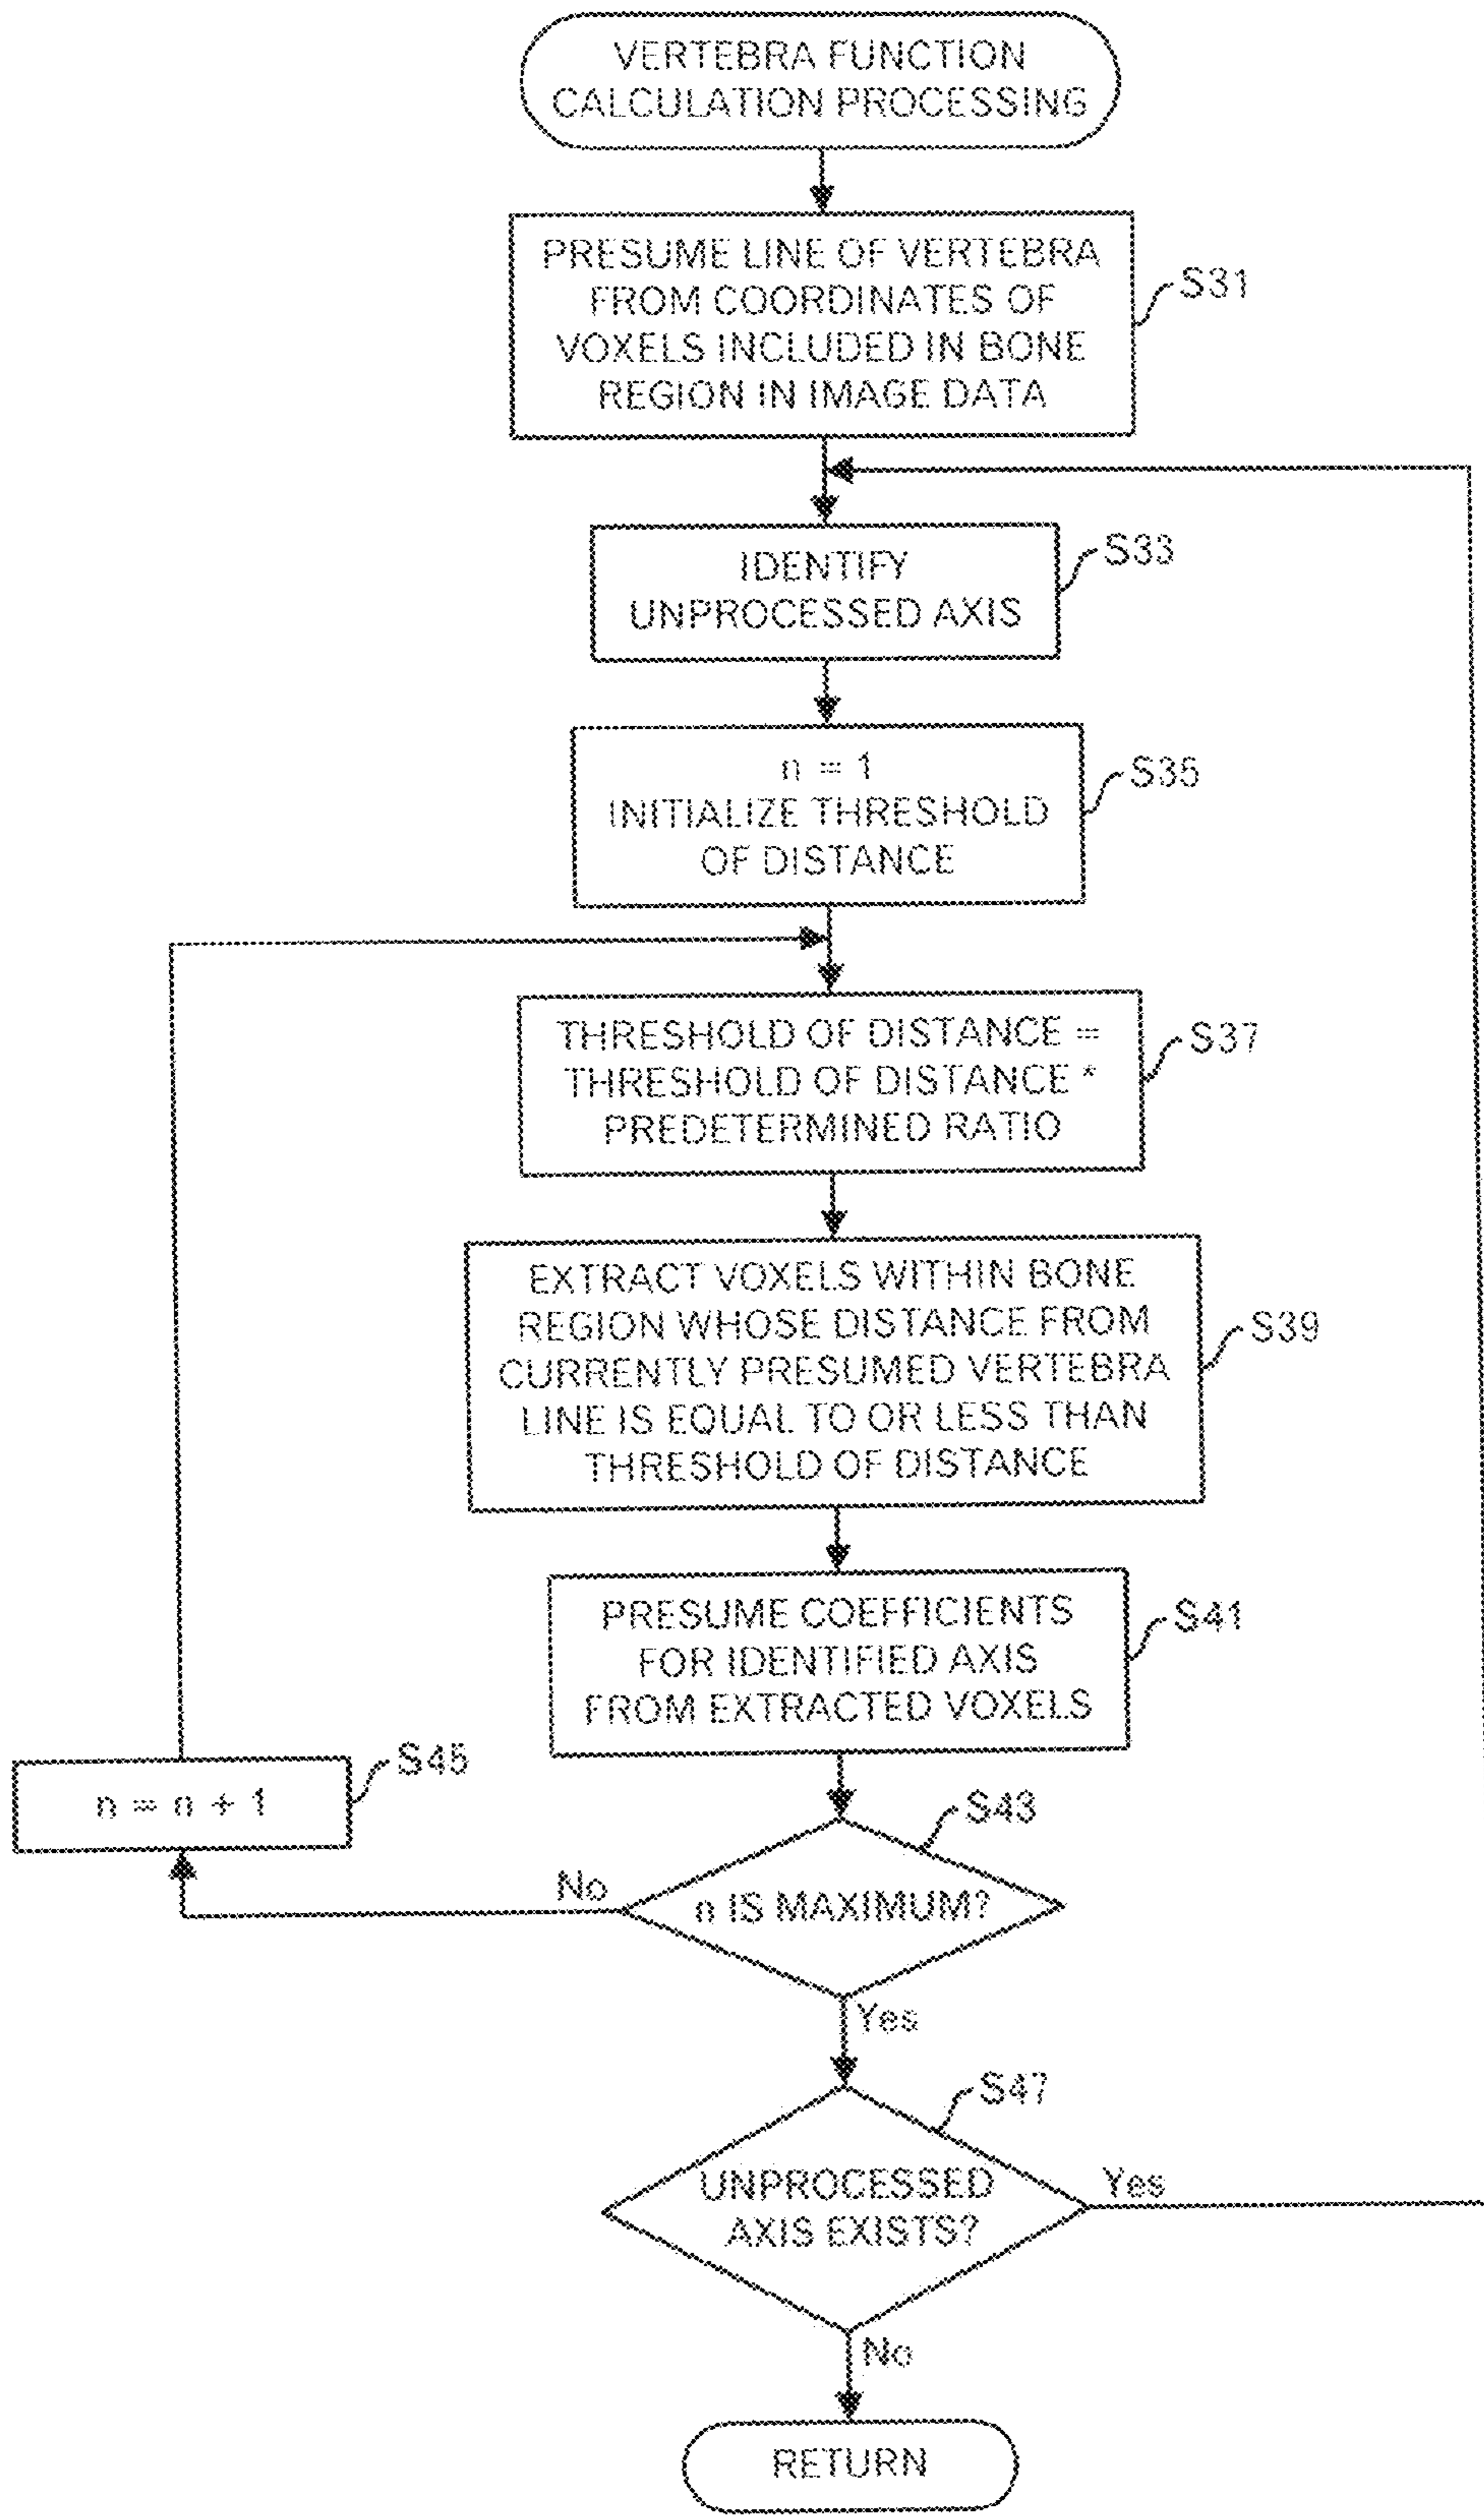 VERTEBRA FUNCTION
CALCULATION PROCESSING
PRESUME LINE OF VERTEBRA
FROM COORDINATES OF
VOXELS INCLUDED IN BONE
REGION IN IMAGE DATA
S31
IDENTIFY
UNPROCESSED AXIS
S33
n = 1
INITIALIZE THRESHOLD
OF DISTANCE
S35
THRESHOLD OF DISTANCE =
THRESHOLD OF DISTANCE *
PREDETERMINED RATIO
S37
EXTRACT VOXELS WITHIN BONE
REGION WHOSE DISTANCE FROM
CURRENTLY PRESUMED VERTEBRA
LINE IS EQUAL TO OR LESS THAN
THRESHOLD OF DISTANCE
S39
PRESUME COEFFICIENTS
FOR IDENTIFIED AXIS
FROM EXTRACTED VOXELS
S41
n = n + 1
S45
n IS MAXIMUM?
S43
No
Yes
UNPROCESSED
AXIS EXISTS?
S47
Yes
No
RETURN